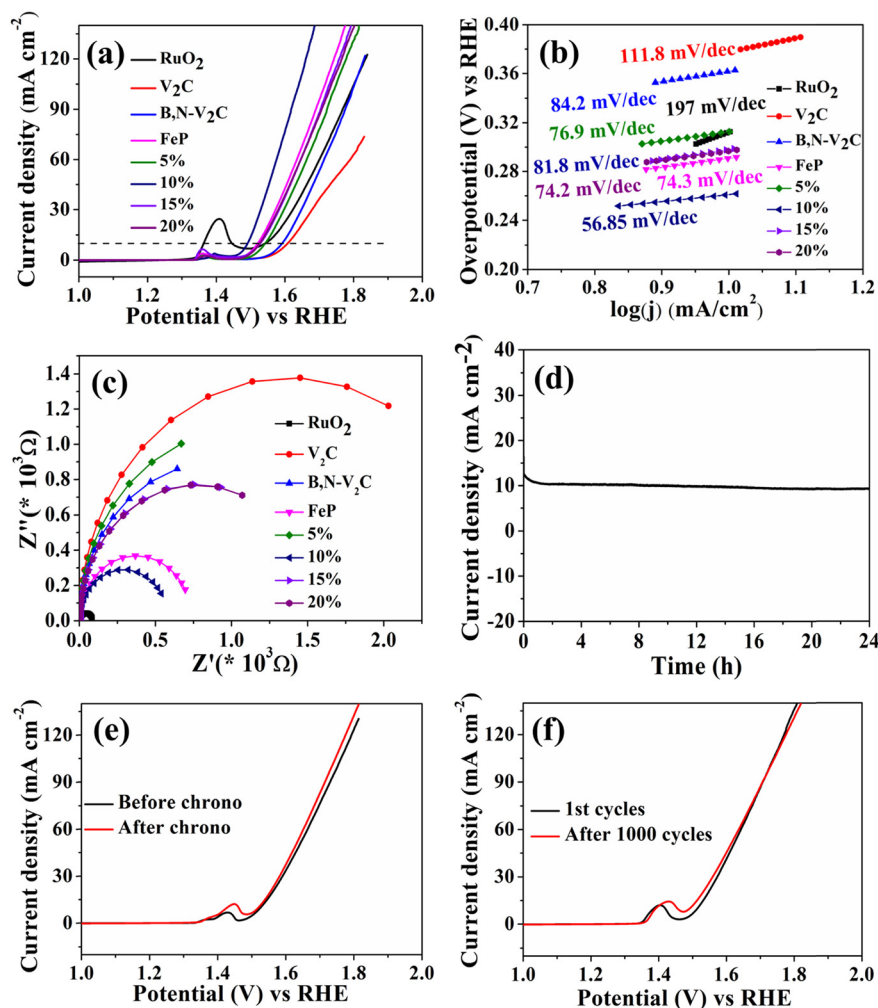 (a)
Current density (mA cm-2)
120
90
60
30
0
1.0 1.2 1.4 1.6 1.8 2.0
Potential (V) vs RHE
RuO2
V2C
B,N-V2C
FeP
5%
10%
15%
20%
(b)
Overpotential (V) vs RHE
0.40
0.36
0.32
0.28
0.24
0.20
0.7 0.8 0.9 1.0 1.1 1.2
log(j) (mA/cm2)
111.8 mV/dec
84.2 mV/dec
197 mV/dec
76.9 mV/dec
81.8 mV/dec
74.2 mV/dec
74.3 mV/dec
56.85 mV/dec
RuO2
V2C
B,N-V2C
FeP
5%
10%
15%
20%
(c)
Z''(* 10³Ω)
1.4
1.2
1.0
0.8
0.6
0.4
0.2
0.0
0.0 0.5 1.0 1.5 2.0
Z'(* 10³Ω)
RuO2
V2C
B,N-V2C
FeP
5%
10%
15%
20%
(d)
Current density (mA cm-2)
40
30
20
10
0
-10
-20
0 4 8 12 16 20 24
Time (h)
(e)
Current density (mA cm-2)
120
90
60
30
0
1.0 1.2 1.4 1.6 1.8 2.0
Potential (V) vs RHE
Before chrono
After chrono
(f)
Current density (mA cm-2)
120
90
60
30
0
1.0 1.2 1.4 1.6 1.8 2.0
Potential (V) vs RHE
1st cycles
After 1000 cycles